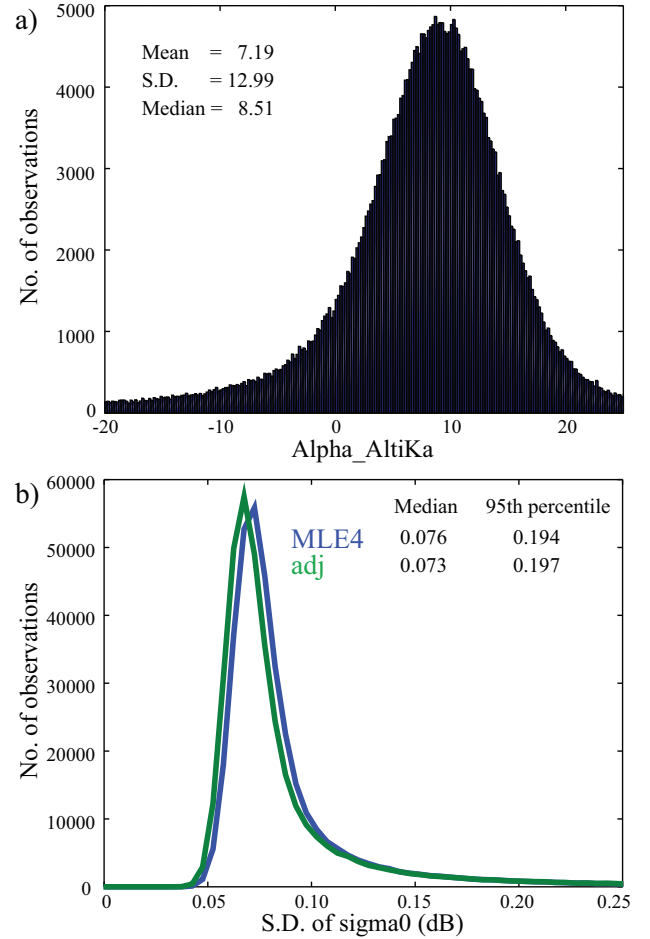 a)
5000
4000
3000
2000
1000
0
No. of observations
Mean = 7.19
S.D. = 12.99
Median = 8.51
-20 -10 0 10 20
Alpha_AltiKa
b)
60000
50000
40000
30000
20000
10000
0
No. of observations
Median 95th percentile
MLE4 0.076 0.194
adj 0.073 0.197
0 0.05 0.10 0.15 0.20 0.25
S.D. of sigma0 (dB)